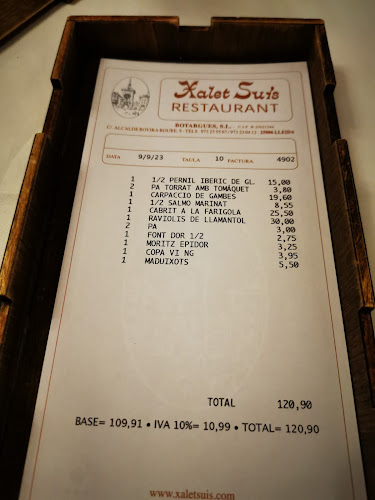 Xalet Suís
RESTAURANT
BOTARGUES, S.L.
25006 LLEIDA
DATA 9/9/23 TAULA 10 FACTURA 4902
1 1/2 PERNIL IBERIC DE GL. 15,00
2 PA TORRAT AMB TOMÀQUET 3,80
1 CARPACCIO DE GAMBES 19,60
1 1/2 SALMO MARINAT 8,55
1 CABRIT A LA FARIGOLA 25,50
1 RAVIOLIS DE LLAMANTOL 30,00
2 PA 3,00
1 FONT DOR 1/2 2,75
1 MORITZ EPIDOR 3,25
1 COPA VI NG 3,95
1 MADUIXOTS 5,50
TOTAL 120,90
BASE= 109,91 • IVA 10%= 10,99 • TOTAL= 120,90
www.xaletsuis.com